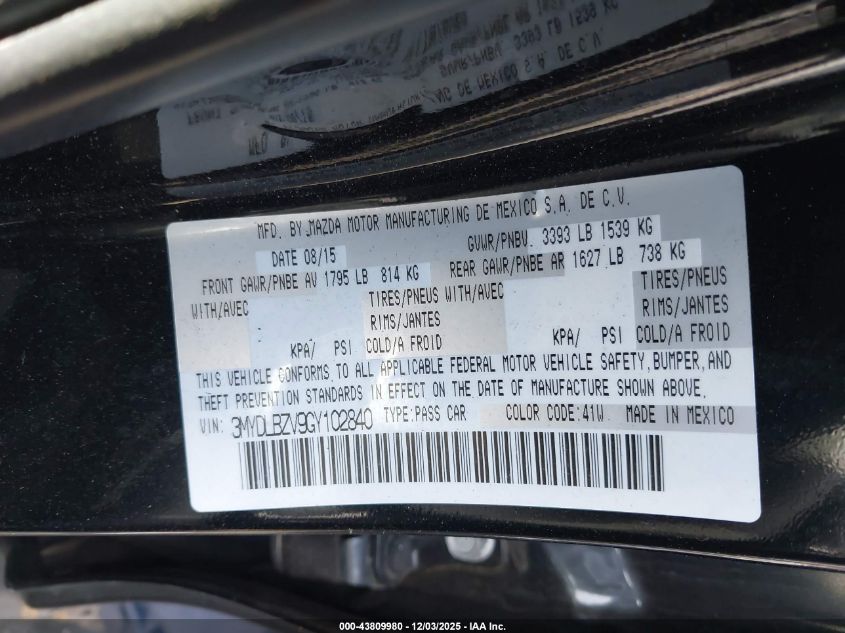 MFD. BY MAZDA MOTOR MANUFACTURING DE MEXICO S.A. DE C.V.
DATE 08/15 GVWR/PNBV 3393 LB 1539 KG
FRONT GAWR/PNBE AV 1795 LB 814 KG REAR GAWR/PNBE AR 1627 LB 738 KG
WITH/AVEC TIRES/PNEUS WITH/AVEC TIRES/PNEUS
RIMS/JANTES RIMS/JANTES
KPA/ PSI COLD/A FROID KPA/ PSI COLD/A FROID
THIS VEHICLE CONFORMS TO ALL APPLICABLE FEDERAL MOTOR VEHICLE SAFETY, BUMPER, AND
THEFT PREVENTION STANDARDS IN EFFECT ON THE DATE OF MANUFACTURE SHOWN ABOVE.
VIN: 3MYDLBZV9GY102840 TYPE:PASS CAR COLOR CODE:41W MADE IN MEXICO
000-43809980 - 12/03/2025 - IAA Inc.